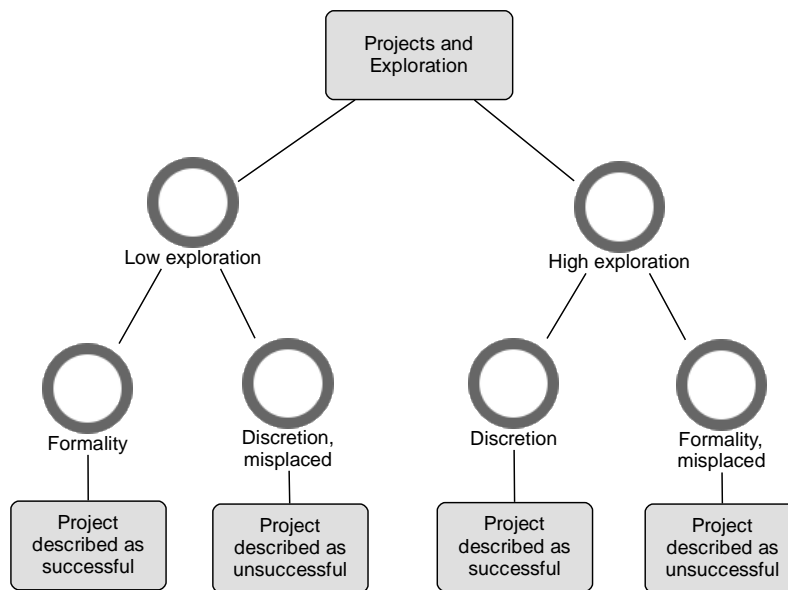 Projects and
Exploration
Low exploration
High exploration
Formality
Discretion,
misplaced
Discretion
Formality,
misplaced
Project
described as
successful
Project
described as
unsuccessful
Project
described as
successful
Project
described as
unsuccessful